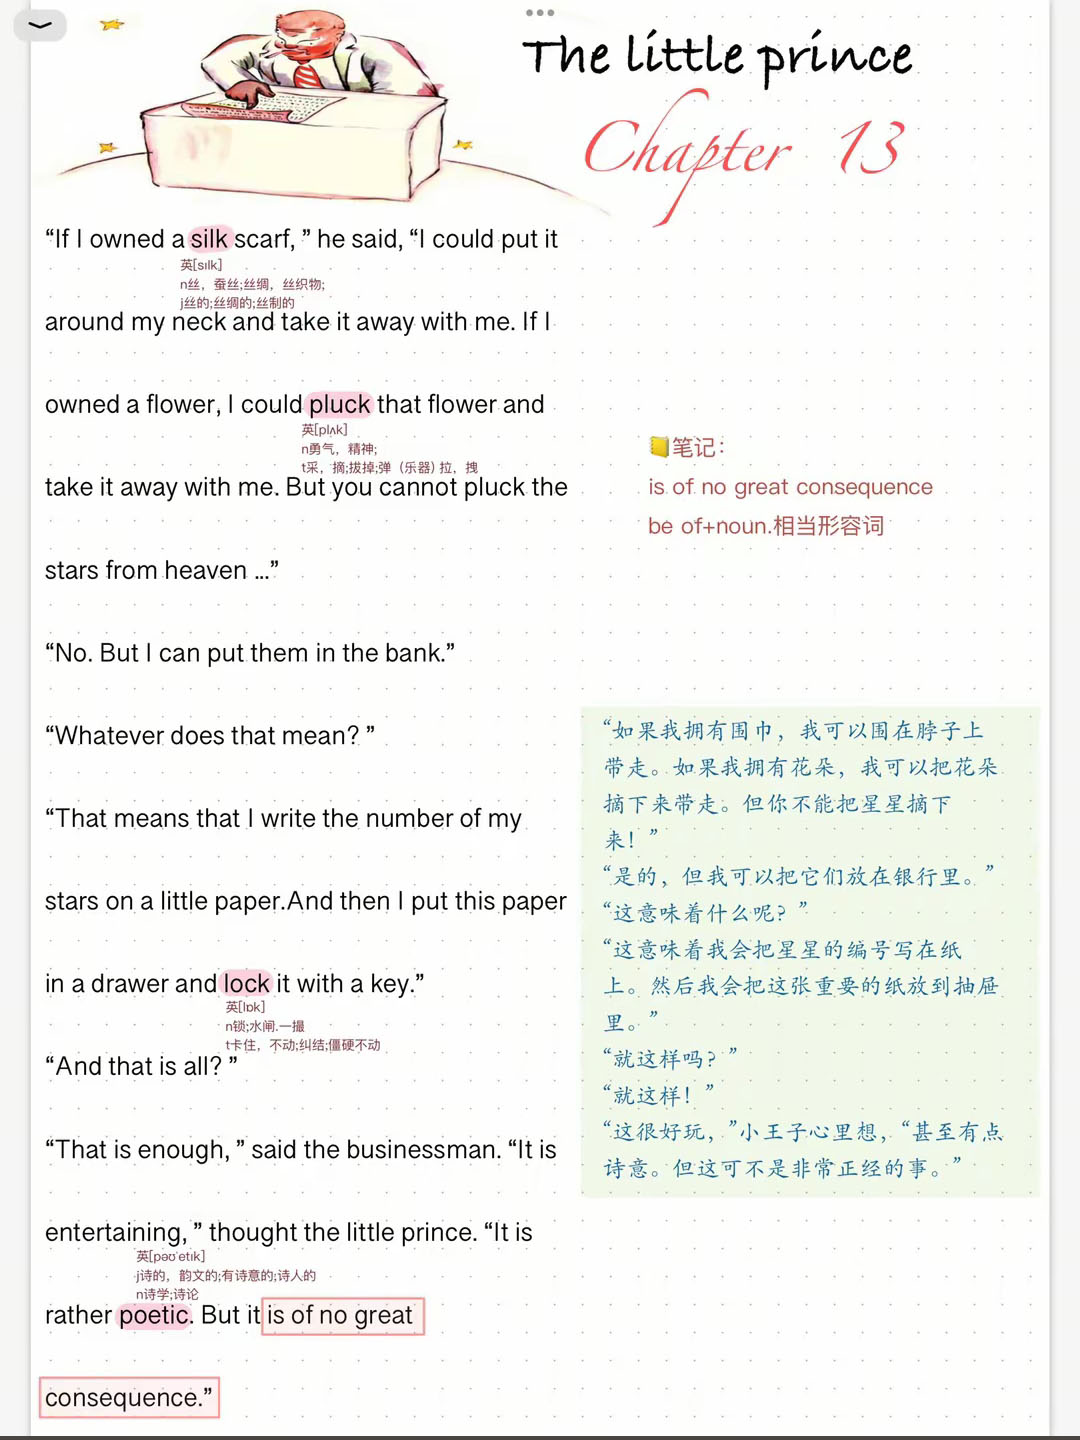 The little prince
Chapter 13
“If I owned a silk scarf, ” he said, “I could put it
英[sɪlk]
n丝，蚕丝;丝绸，丝织物;
j丝的;丝绸的;丝制的
around my neck and take it away with me. If I
owned a flower, I could pluck that flower and
英[plʌk]
n勇气，精神;
t采，摘;拔掉;弹（乐器) 拉，拽
take it away with me. But you cannot pluck the
stars from heaven ...”
“No. But I can put them in the bank.”
“Whatever does that mean? ”
“That means that I write the number of my
stars on a little paper.And then I put this paper
in a drawer and lock it with a key.”
英[lɒk]
n锁;水闸.一撮
t卡住，不动;纠结;僵硬不动
“And that is all? ”
“That is enough, ” said the businessman. “It is
entertaining, ” thought the little prince. “It is
英[pəʊˈetɪk]
j诗的，韵文的;有诗意的;诗人的
n诗学;诗论
rather poetic. But it is of no great
consequence.”
笔记：
is of no great consequence
be of+noun.相当形容词
“如果我拥有围巾，我可以围在脖子上
带走。如果我拥有花朵，我可以把花朵
摘下来带走。但你不能把星星摘下
来！”
“是的，但我可以把它们放在银行里。”
“这意味着什么呢？”
“这意味着我会把星星的编号写在纸
上。然后我会把这张重要的纸放到抽屉
里。”
“就这样吗？”
“就这样！”
“这很好玩，”小王子心里想，“甚至有点
诗意。但这可不是非常正经的事。”